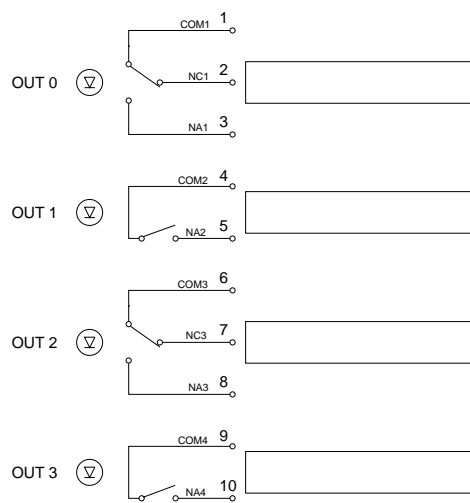 COM1 1
OUT 0 NC1 2
NA1 3
COM2 4
OUT 1 NA2 5
COM3 6
OUT 2 NC3 7
NA3 8
COM4 9
OUT 3 NA4 10